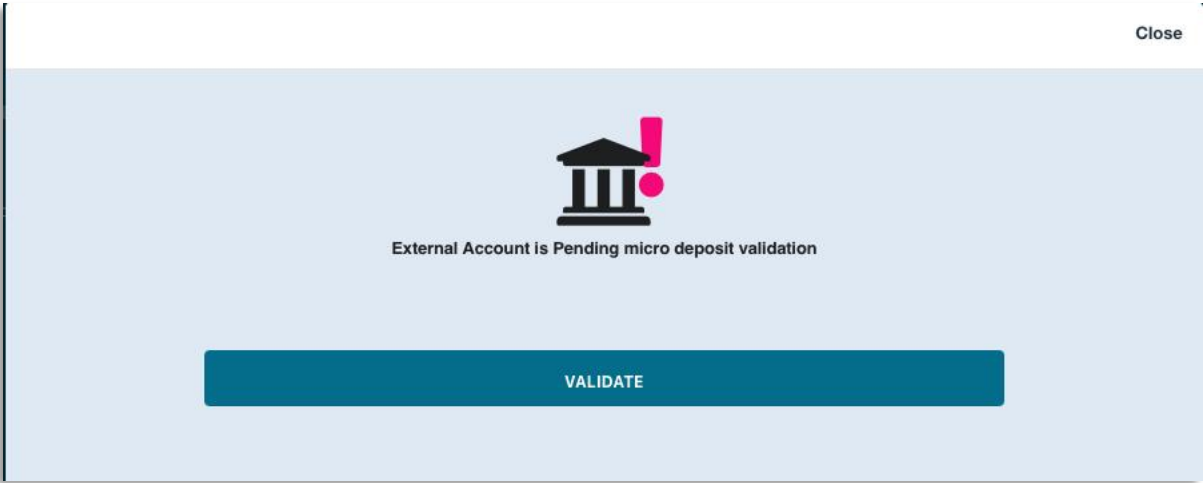 Close
External Account is Pending micro deposit validation
VALIDATE